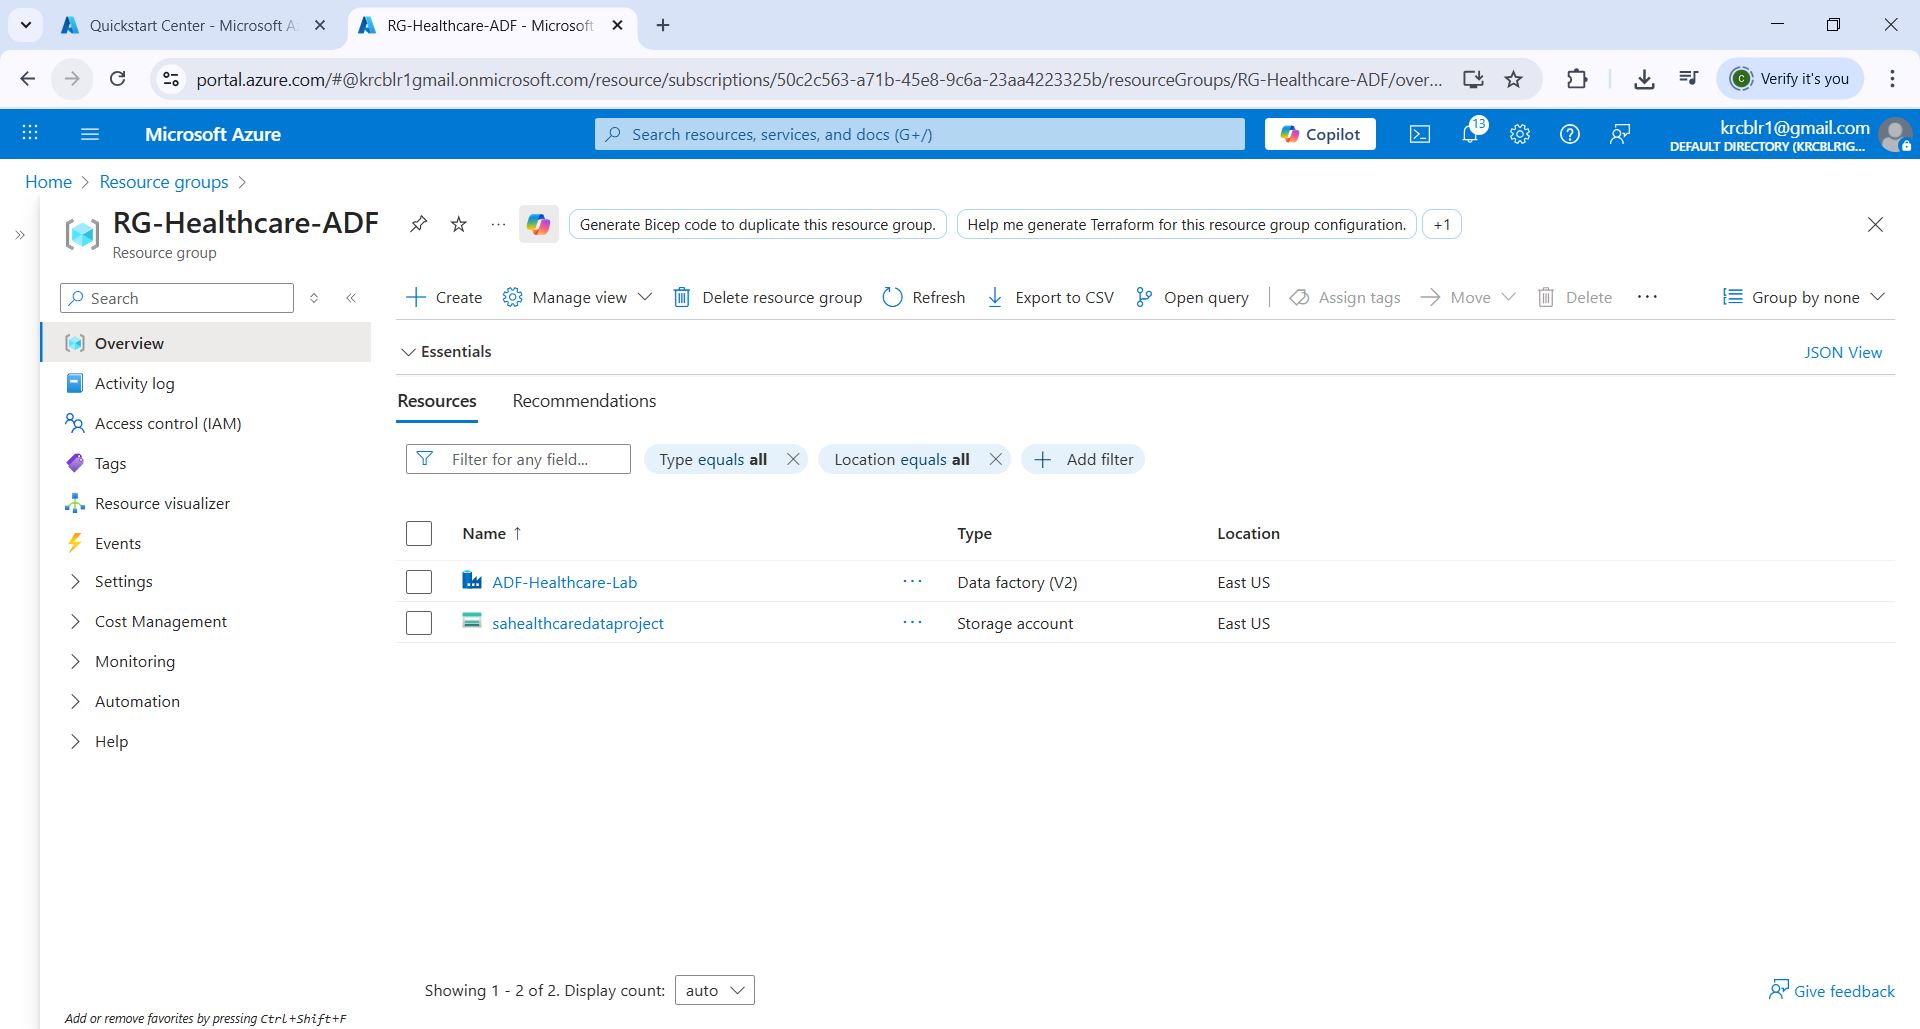 Quickstart Center - Microsoft A
RG-Healthcare-ADF - Microsoft
portal.azure.com/#@krcblr1gmail.onmicrosoft.com/resource/subscriptions/50c2c563-a71b-45e8-9c6a-23aa4223325b/resourceGroups/RG-Healthcare-ADF/over...
C
Verify it's you
Microsoft Azure
Search resources, services, and docs (G+/)
Copilot
13
krcblr1@gmail.com
DEFAULT DIRECTORY (KRCBLR1G...
Home > Resource groups >
RG-Healthcare-ADF
Resource group
Generate Bicep code to duplicate this resource group.
Help me generate Terraform for this resource group configuration.
+1
Search
Create
Manage view
Delete resource group
Refresh
Export to CSV
Open query
Assign tags
Move
Delete
Group by none
Overview
Activity log
Access control (IAM)
Tags
Resource visualizer
Events
Settings
Cost Management
Monitoring
Automation
Help
Essentials
JSON View
Resources
Recommendations
Filter for any field...
Type equals all
Location equals all
Add filter
Name ↑
Type
Location
ADF-Healthcare-Lab
Data factory (V2)
East US
sahealthcaredataproject
Storage account
East US
Showing 1 - 2 of 2. Display count:
auto
Give feedback
Add or remove favorites by pressing Ctrl+Shift+F